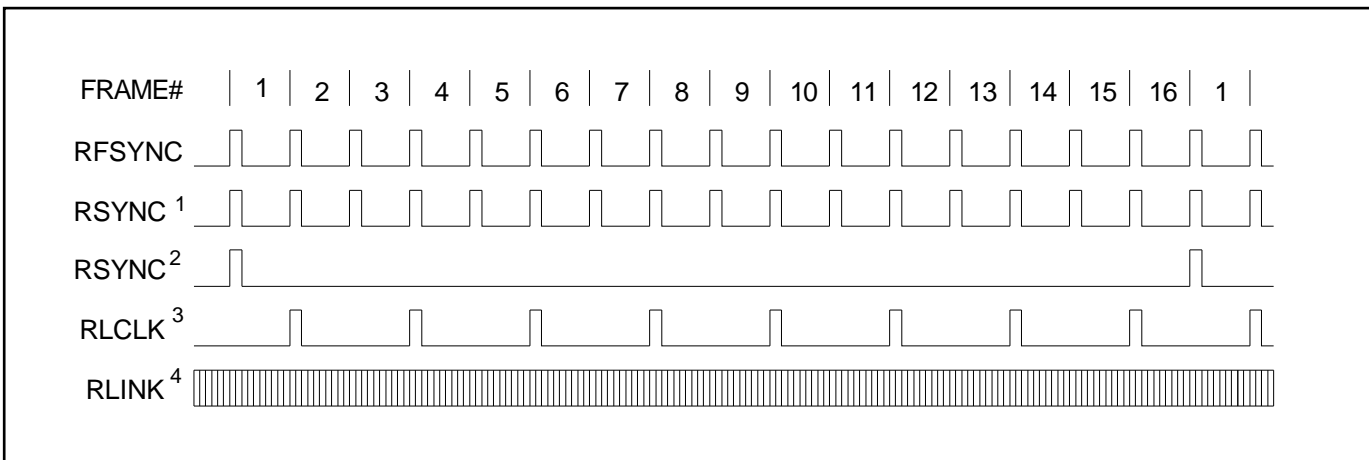 FRAME# 1 2 3 4 5 6 7 8 9 10 11 12 13 14 15 16 1
RFSYNC
RSYNC 1
RSYNC 2
RLCLK 3
RLINK 4